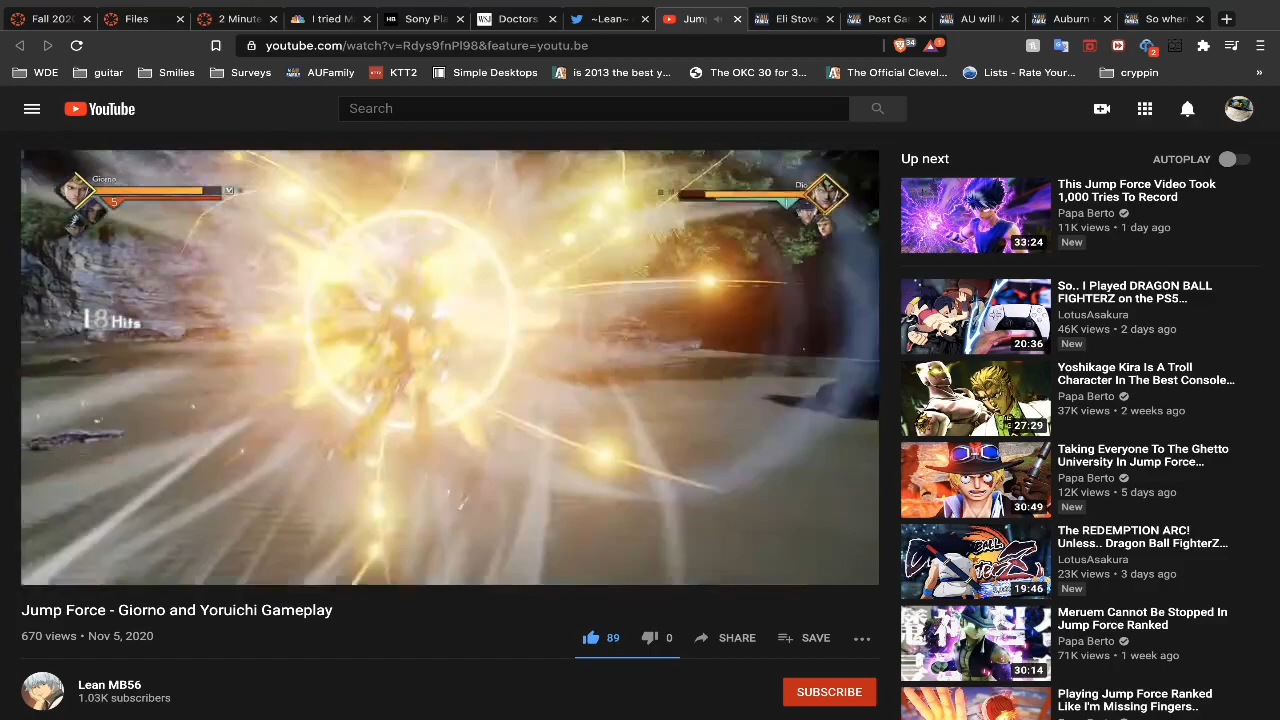 Fall 202
Files
2 Minute
I tried M
Sony Pla
WSJ
Doctors
~Lean~
Jump
Eli Stove
Post Ga
AU will l
Auburn c
So when
youtube.com/watch?v=Rdys9fnPl98&feature=youtu.be
34
1
2
WDE
guitar
Smilies
Surveys
AUFamily
KTT2
Simple Desktops
is 2013 the best y...
The OKC 30 for 3...
The Official Clevel...
Lists - Rate Your...
cryppin
»
YouTube
Search
Giorno
5
Dio
18 Hits
Jump Force - Giorno and Yoruichi Gameplay
670 views • Nov 5, 2020
89
0
SHARE
SAVE
Lean MB56
1.03K subscribers
SUBSCRIBE
Up next
AUTOPLAY
33:24
This Jump Force Video Took
1,000 Tries To Record
Papa Berto
11K views • 1 day ago
New
20:36
So.. I Played DRAGON BALL
FIGHTERZ on the PS5...
LotusAsakura
46K views • 2 days ago
New
27:29
Yoshikage Kira Is A Troll
Character In The Best Console...
Papa Berto
37K views • 2 weeks ago
30:49
Taking Everyone To The Ghetto
University In Jump Force...
Papa Berto
12K views • 5 days ago
New
19:46
The REDEMPTION ARC!
Unless.. Dragon Ball FighterZ...
LotusAsakura
23K views • 3 days ago
New
30:14
Meruem Cannot Be Stopped In
Jump Force Ranked
Papa Berto
71K views • 1 week ago
Playing Jump Force Ranked
Like I'm Missing Fingers..
Papa Berto